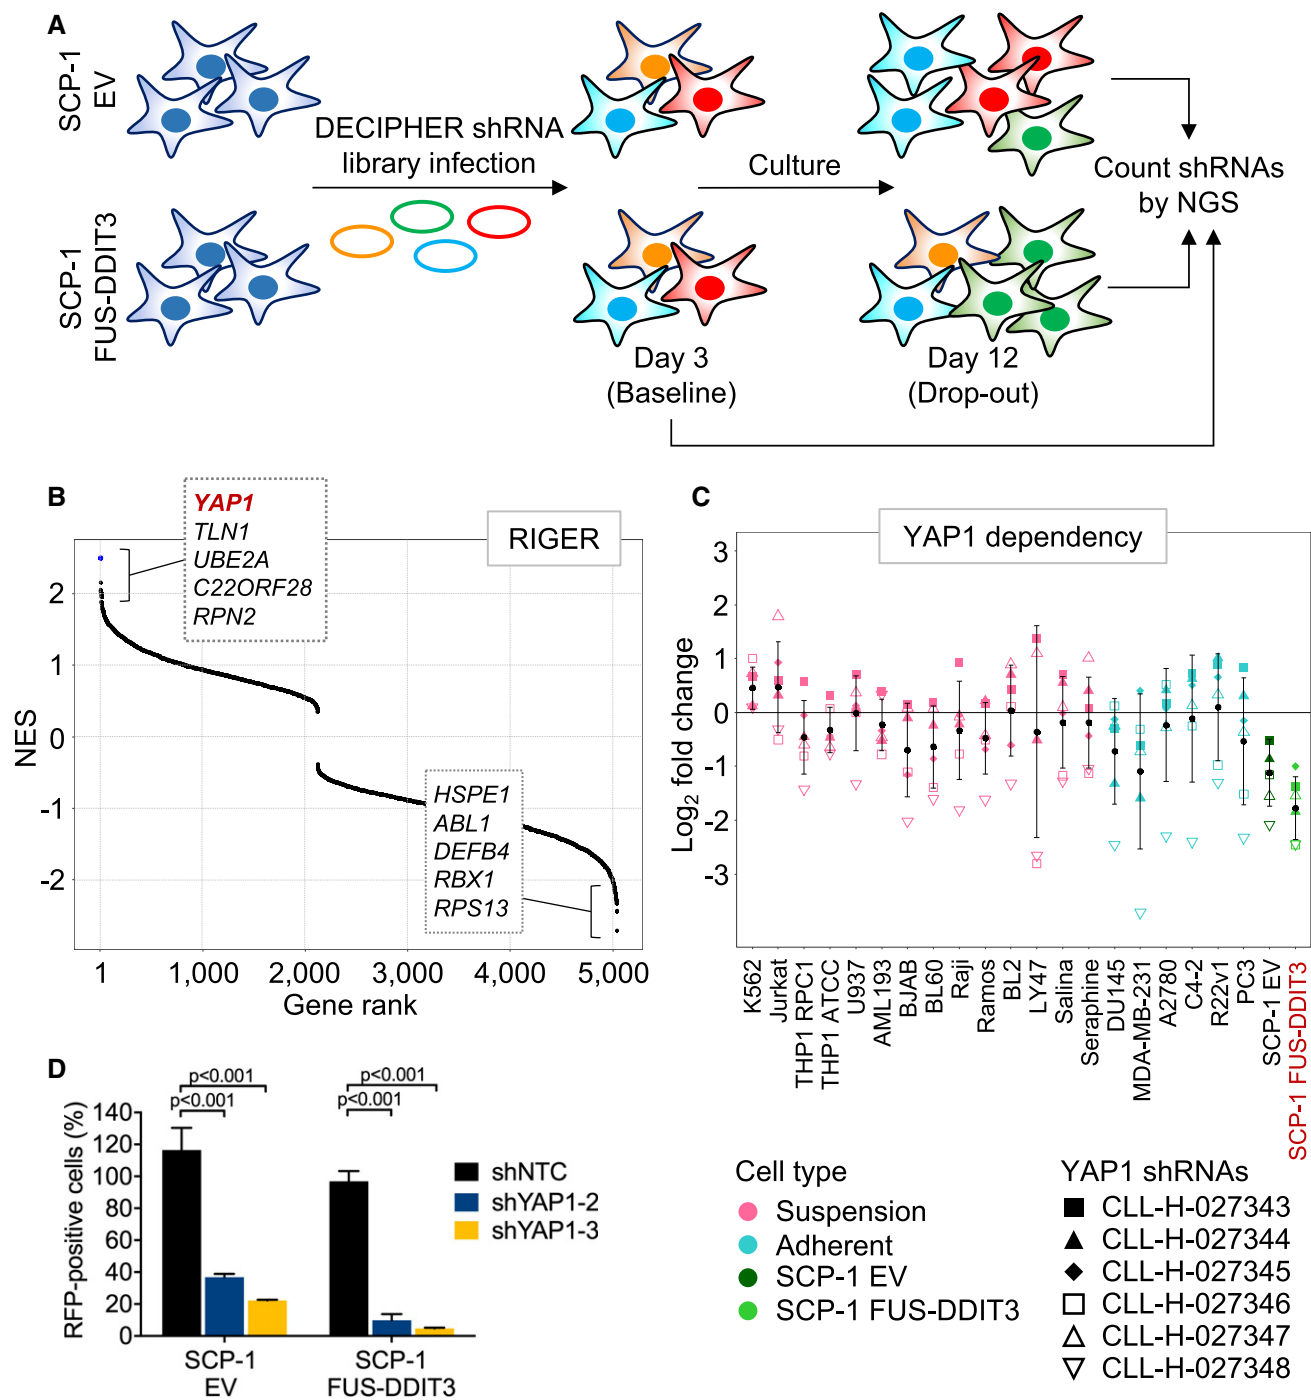 A
SCP-1
EV
SCP-1
FUS-DDIT3
DECIPHER shRNA
library infection
Culture
Count shRNAs
by NGS
Day 3
(Baseline)
Day 12
(Drop-out)
B
RIGER
YAP1
TLN1
UBE2A
C22ORF28
RPN2
HSPE1
ABL1
DEFB4
RBX1
RPS13
NES
2
1
0
-1
-2
1
1,000
2,000
3,000
4,000
5,000
Gene rank
C
YAP1 dependency
Log2 fold change
3
2
1
0
-1
-2
-3
K562
Jurkat
THP1 RPC1
THP1 ATCC
U937
AML193
BJAB
BL60
Raji
Ramos
BL2
LY47
Salina
Seraphine
DU145
MDA-MB-231
A2780
C4-2
R22v1
PC3
SCP-1 EV
SCP-1 FUS-DDIT3
Cell type
Suspension
Adherent
SCP-1 EV
SCP-1 FUS-DDIT3
YAP1 shRNAs
CLL-H-027343
CLL-H-027344
CLL-H-027345
CLL-H-027346
CLL-H-027347
CLL-H-027348
D
RFP-positive cells (%)
140
120
100
80
60
40
20
0
p<0.001
p<0.001
p<0.001
p<0.001
shNTC
shYAP1-2
shYAP1-3
SCP-1
EV
SCP-1
FUS-DDIT3